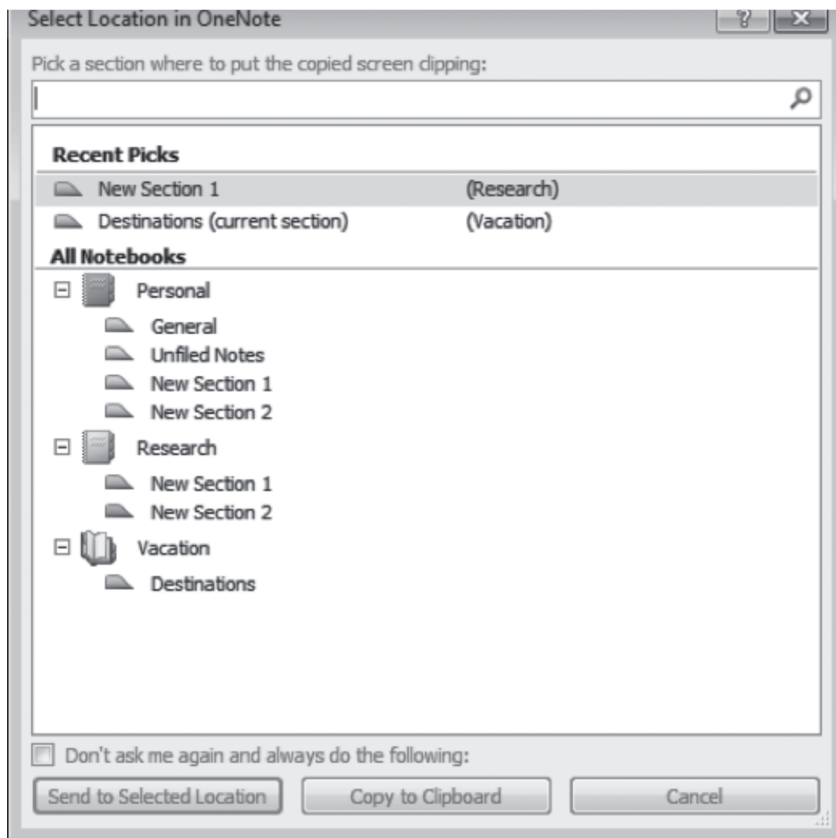 Select Location in OneNote
?
Pick a section where to put the copied screen clipping:
Recent Picks
New Section 1 (Research)
Destinations (current section) (Vacation)
All Notebooks
Personal
General
Unfiled Notes
New Section 1
New Section 2
Research
New Section 1
New Section 2
Vacation
Destinations
Don't ask me again and always do the following:
Send to Selected Location Copy to Clipboard Cancel